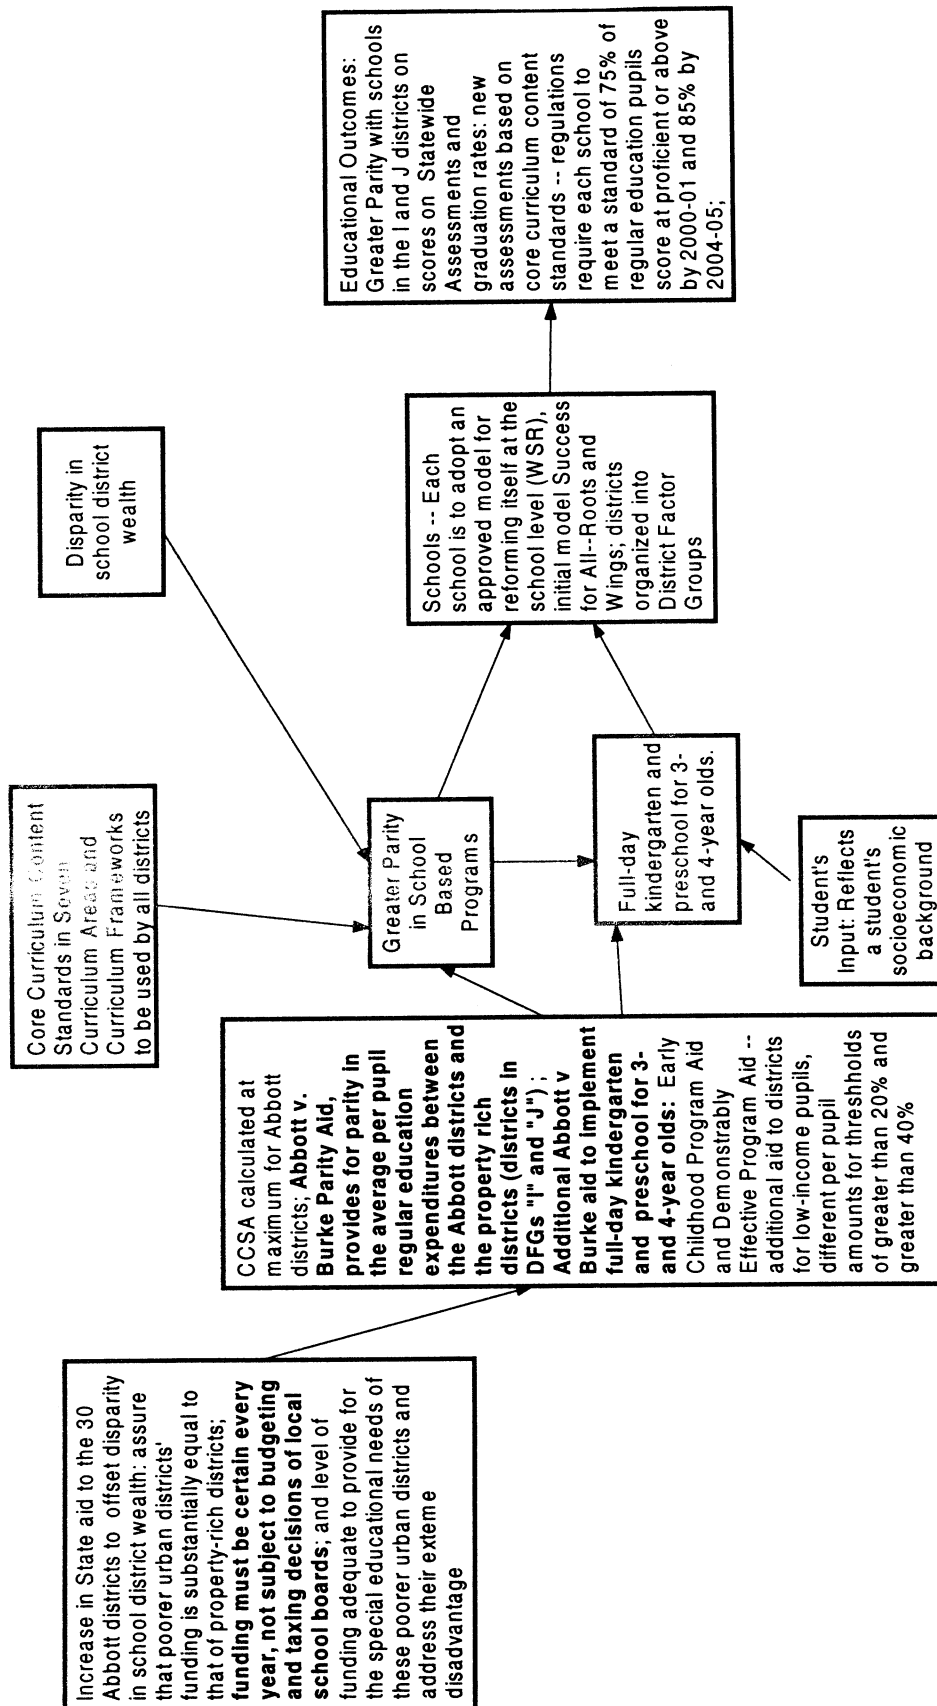 Increase in State aid to the 30
Abbott districts to offset disparity
in school district wealth: assure
that poorer urban districts'
funding is substantially equal to
that of property-rich districts;
funding must be certain every
year, not subject to budgeting
and taxing decisions of local
school boards; and level of
funding adequate to provide for
the special educational needs of
these poorer urban districts and
address their exteme
disadvantage
CCSA calculated at
maximum for Abbott
districts; Abbott v.
Burke Parity Aid,
provides for parity in
the average per pupil
regular education
expenditures between
the Abbott districts and
the property rich
districts (districts in
DFGs "I" and "J") ;
Additional Abbott v
Burke aid to implement
full-day kindergarten
and preschool for 3-
and 4-year olds: Early
Childhood Program Aid
and Demonstrably
Effective Program Aid --
additional aid to districts
for low-income pupils,
different per pupil
amounts for threshholds
of greater than 20% and
greater than 40%
Core Curriculum Content
Standards in Seven
Curriculum Areas and
Curriculum Frameworks
to be used by all districts
Greater Parity
in School
Based
Programs
Disparity in
school district
wealth
Full-day
kindergarten and
preschool for 3-
and 4-year olds.
Student's
Input: Reflects
a student's
socioeconomic
background
Schools -- Each
school is to adopt an
approved model for
reforming itself at the
school level (WSR),
initial model Success
for All--Roots and
Wings; districts
organized into
District Factor
Groups
Educational Outcomes:
Greater Parity with schools
in the I and J districts on
scores on Statewide
Assessments and
graduation rates: new
assessments based on
core curriculum content
standards -- regulations
require each school to
meet a standard of 75% of
regular education pupils
score at proficient or above
by 2000-01 and 85% by
2004-05;